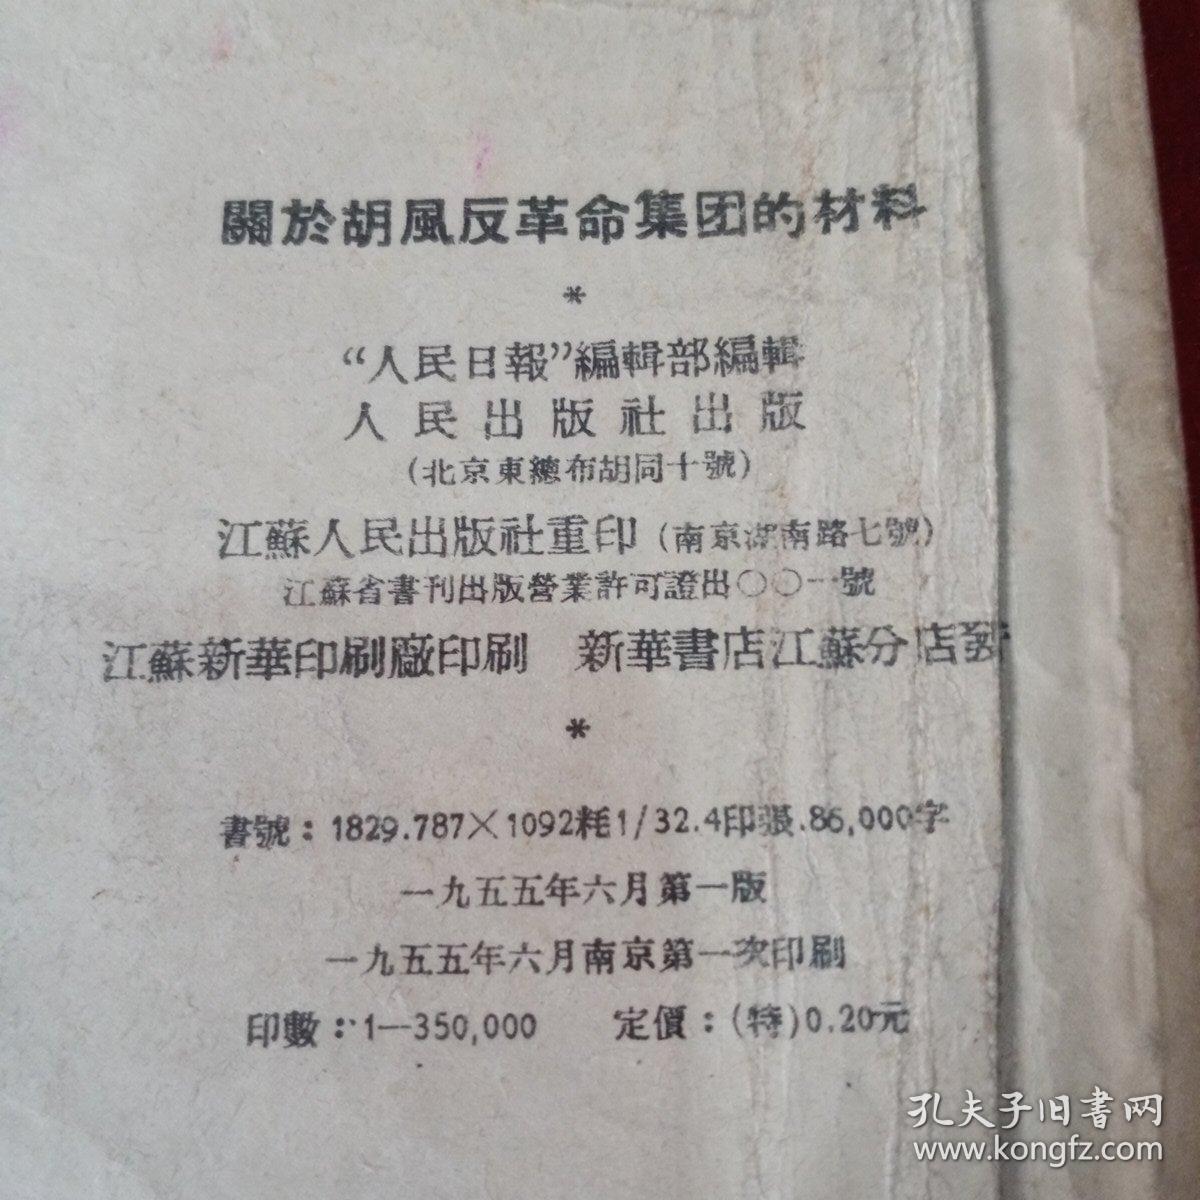 關於胡風反革命集团的材料
*
“人民日報”編輯部編輯
人民出版社出版
(北京東總布胡同十號)
江蘇人民出版社重印(南京湖南路七號)
江蘇省書刊出版營業許可證出〇〇一號
江蘇新華印刷廠印刷 新華書店江蘇分店發
*
書號：1829.787×1092粍1/32.4印張.86,000字
一九五五年六月第一版
一九五五年六月南京第一次印刷
印數：1—350,000 定價：(特)0.20元
孔夫子旧書网
www.kongfz.com